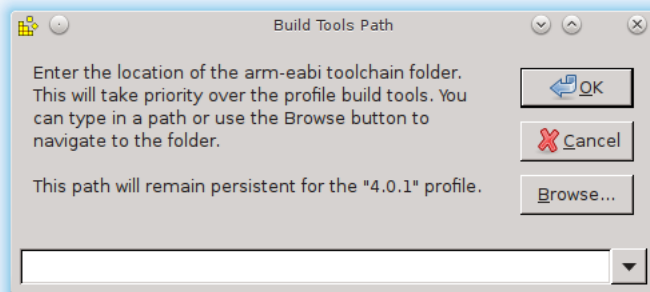 Build Tools Path
Enter the location of the arm-eabi toolchain folder.
This will take priority over the profile build tools. You
can type in a path or use the Browse button to
navigate to the folder.
This path will remain persistent for the "4.0.1" profile.
OK
Cancel
Browse...